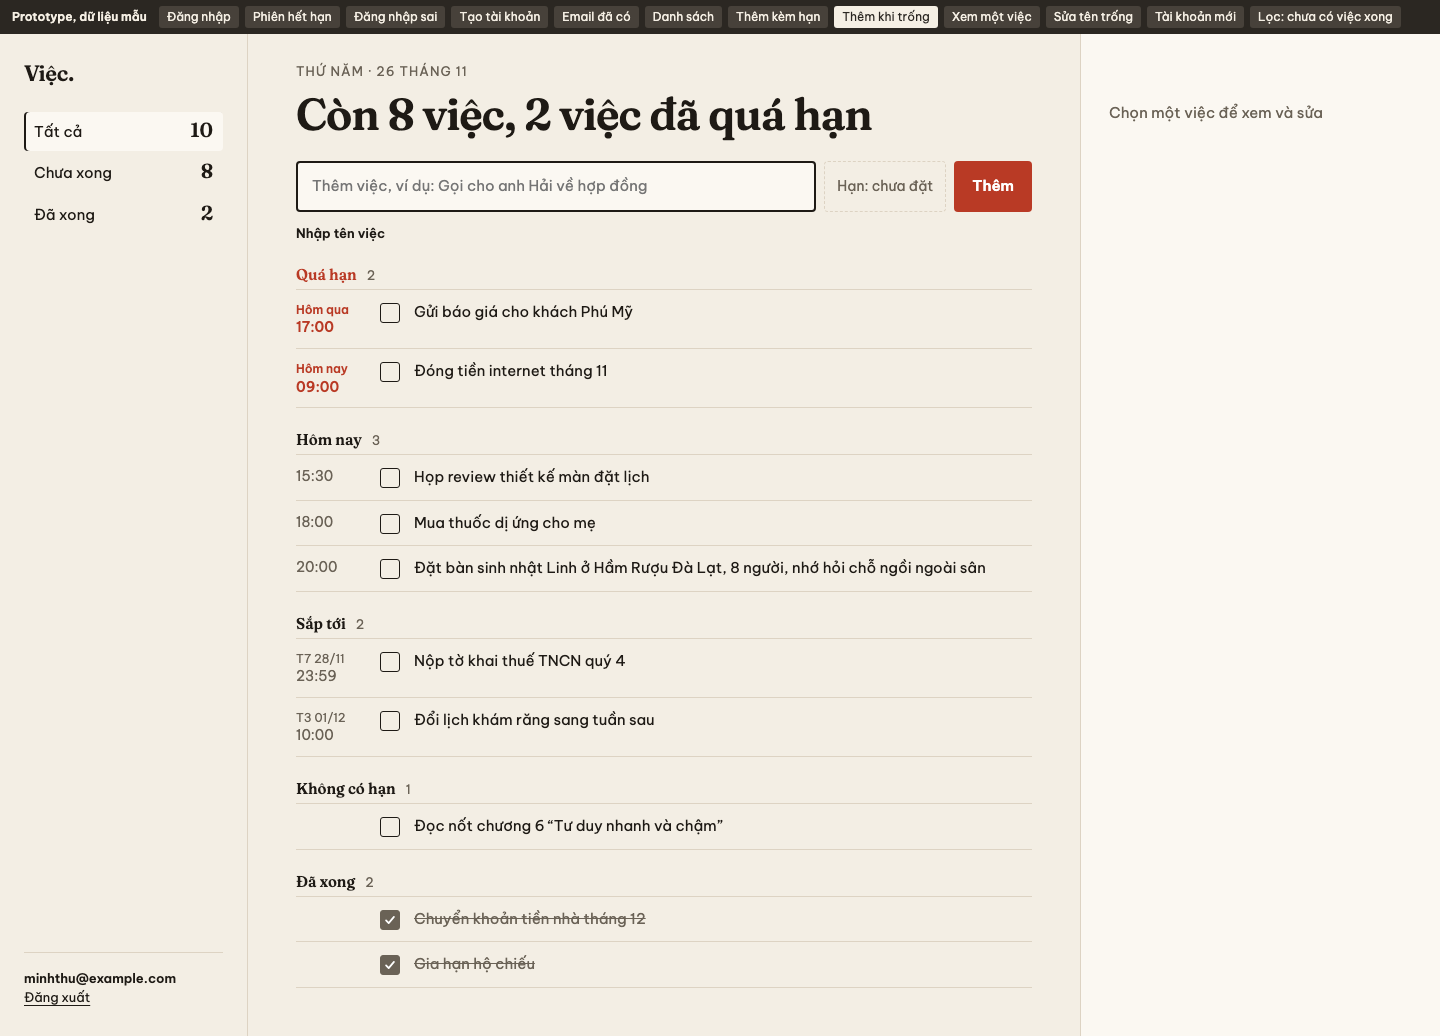 Prototype, dữ liệu mẫu Đăng nhập Phiên hết hạn Đăng nhập sai Tạo tài khoản Email đã có Danh sách Thêm kèm hạn Thêm khi trống Xem một việc Sửa tên trống Tài khoản mới Lọc: chưa có việc xong
Việc.
Tất cả 10
Chưa xong 8
Đã xong 2
minhthu@example.com
Đăng xuất
THỨ NĂM · 26 THÁNG 11
Còn 8 việc, 2 việc đã quá hạn
Thêm việc, ví dụ: Gọi cho anh Hải về hợp đồng Hạn: chưa đặt Thêm
Nhập tên việc
Quá hạn 2
Hôm qua
17:00 Gửi báo giá cho khách Phú Mỹ
Hôm nay
09:00 Đóng tiền internet tháng 11
Hôm nay 3
15:30 Họp review thiết kế màn đặt lịch
18:00 Mua thuốc dị ứng cho mẹ
20:00 Đặt bàn sinh nhật Linh ở Hầm Rượu Đà Lạt, 8 người, nhớ hỏi chỗ ngồi ngoài sân
Sắp tới 2
T7 28/11
23:59 Nộp tờ khai thuế TNCN quý 4
T3 01/12
10:00 Đổi lịch khám răng sang tuần sau
Không có hạn 1
Đọc nốt chương 6 “Tư duy nhanh và chậm”
Đã xong 2
Chuyển khoản tiền nhà tháng 12
Gia hạn hộ chiếu
Chọn một việc để xem và sửa